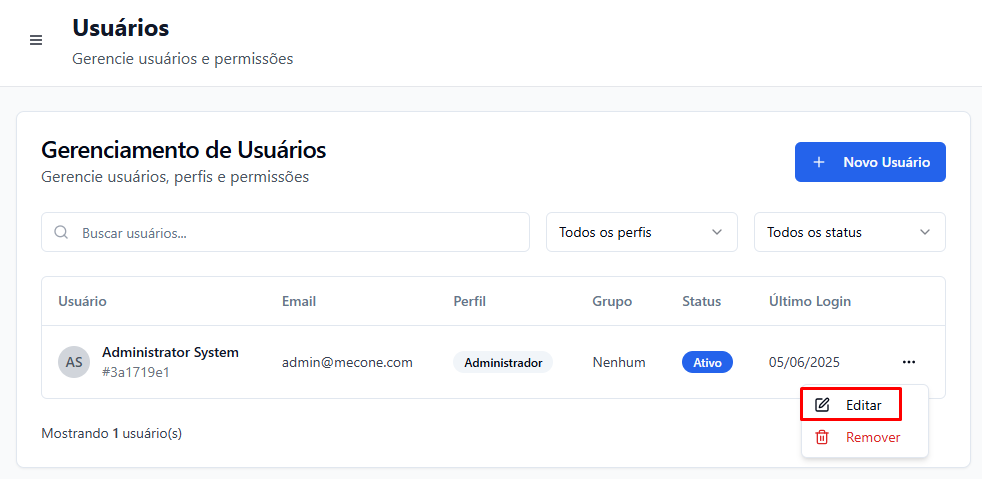 Usuários
Gerencie usuários e permissões
Gerenciamento de Usuários
Gerencie usuários, perfis e permissões
Novo Usuário
Buscar usuários...
Todos os perfis
Todos os status
Usuário Email Perfil Grupo Status Último Login
AS
Administrator System
#3a1719e1
admin@mecone.com
Administrador
Nenhum
Ativo
05/06/2025
Editar
Remover
Mostrando 1 usuário(s)